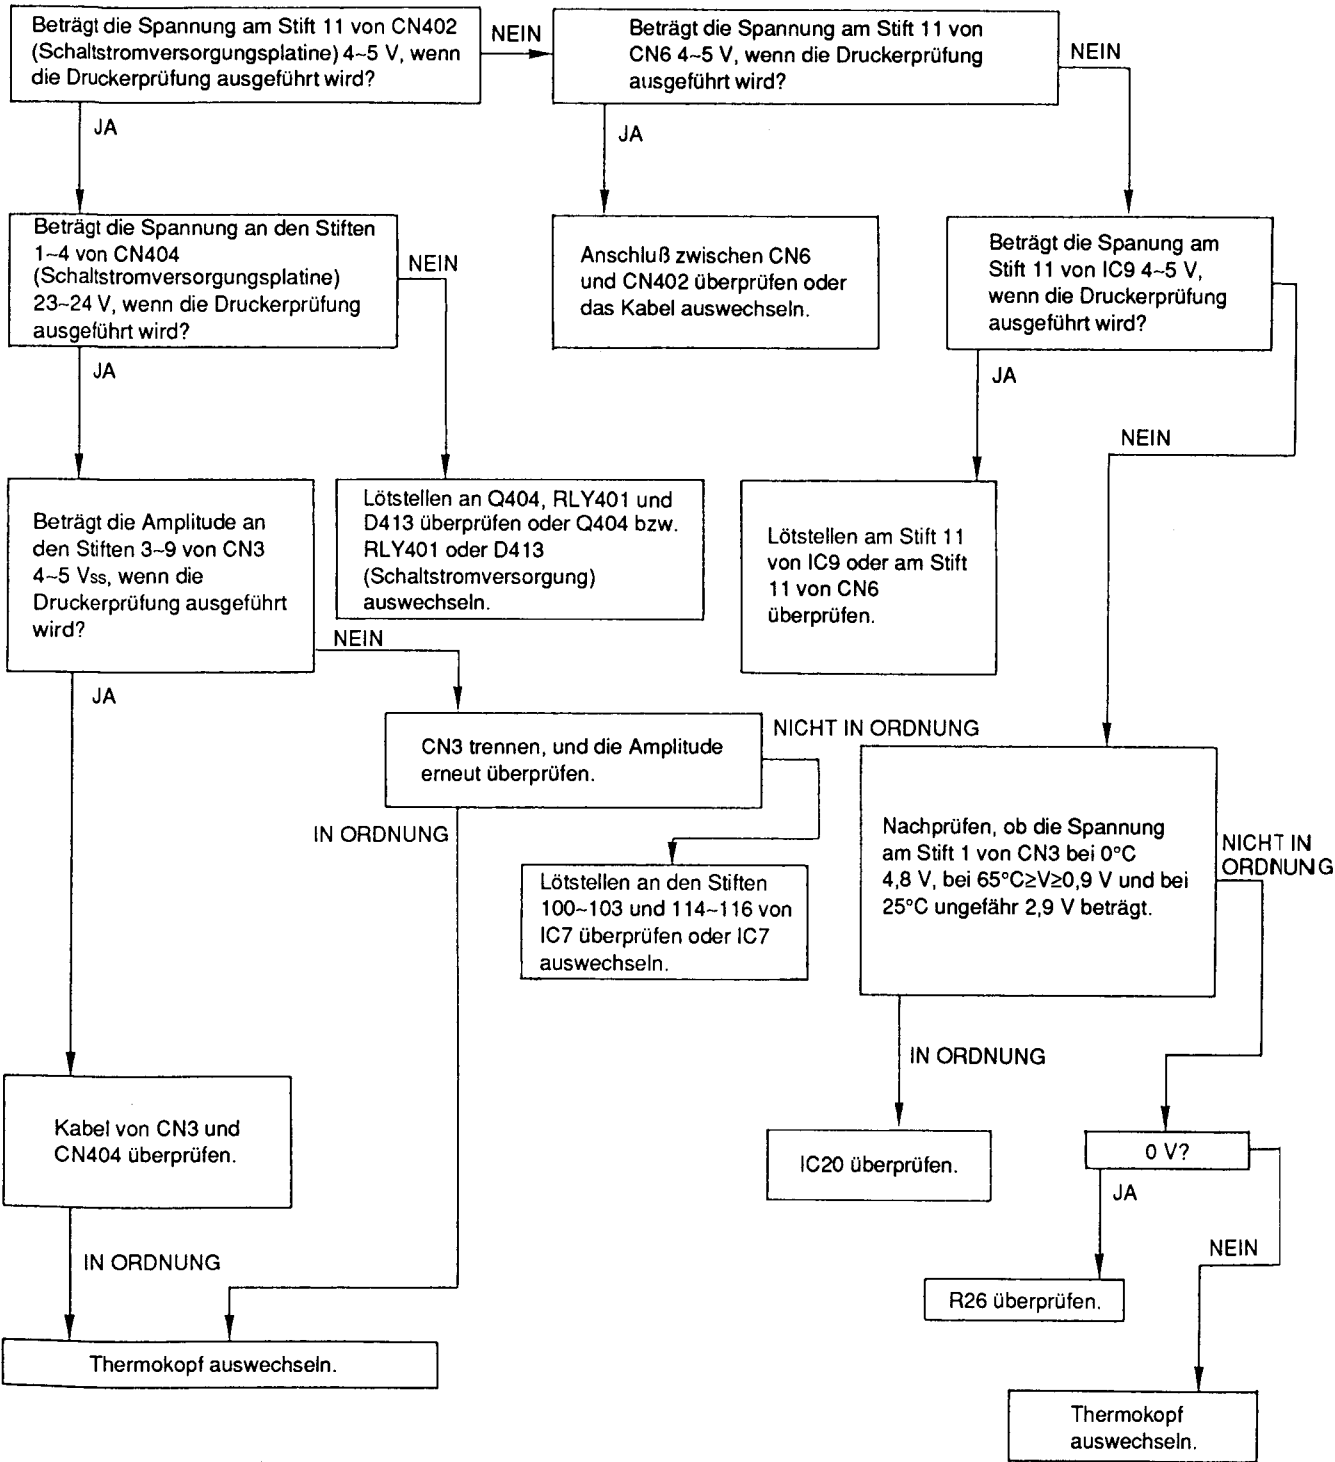 Beträgt die Spannung am Stift 11 von CN402
(Schaltstromversorgungsplatine) 4~5 V, wenn
die Druckerprüfung ausgeführt wird?
NEIN
Beträgt die Spannung am Stift 11 von
CN6 4~5 V, wenn die Druckerprüfung
ausgeführt wird?
NEIN
JA
JA
Beträgt die Spannung an den Stiften
1~4 von CN404
(Schaltstromversorgungsplatine)
23~24 V, wenn die Druckerprüfung
ausgeführt wird?
NEIN
Anschluß zwischen CN6
und CN402 überprüfen oder
das Kabel auswechseln.
Beträgt die Spanung am
Stift 11 von IC9 4~5 V,
wenn die Druckerprüfung
ausgeführt wird?
JA
JA
NEIN
Beträgt die Amplitude an
den Stiften 3~9 von CN3
4~5 Vss, wenn die
Druckerprüfung ausgeführt
wird?
Lötstellen an Q404, RLY401 und
D413 überprüfen oder Q404 bzw.
RLY401 oder D413
(Schaltstromversorgung)
auswechseln.
Lötstellen am Stift 11
von IC9 oder am Stift
11 von CN6
überprüfen.
NEIN
JA
CN3 trennen, und die Amplitude
erneut überprüfen.
NICHT IN ORDNUNG
IN ORDNUNG
Nachprüfen, ob die Spannung
am Stift 1 von CN3 bei 0°C
4,8 V, bei 65°C≥V≥0,9 V und bei
25°C ungefähr 2,9 V beträgt.
NICHT IN
ORDNUNG
Lötstellen an den Stiften
100~103 und 114~116 von
IC7 überprüfen oder IC7
auswechseln.
IN ORDNUNG
Kabel von CN3 und
CN404 überprüfen.
IC20 überprüfen.
0 V?
JA
NEIN
IN ORDNUNG
R26 überprüfen.
Thermokopf auswechseln.
Thermokopf
auswechseln.